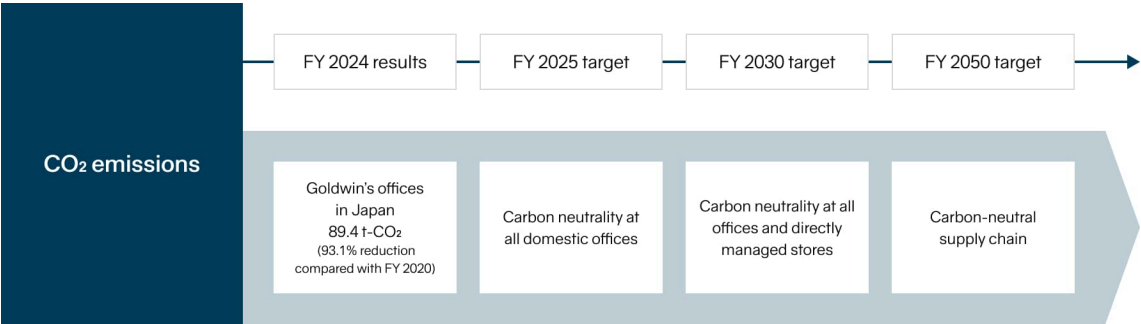 CO₂ emissions
FY 2024 results
FY 2025 target
FY 2030 target
FY 2050 target
Goldwin's offices
in Japan
89.4 t-CO₂
(93.1% reduction
compared with FY 2020)
Carbon neutrality at
all domestic offices
Carbon neutrality at all
offices and directly
managed stores
Carbon-neutral
supply chain